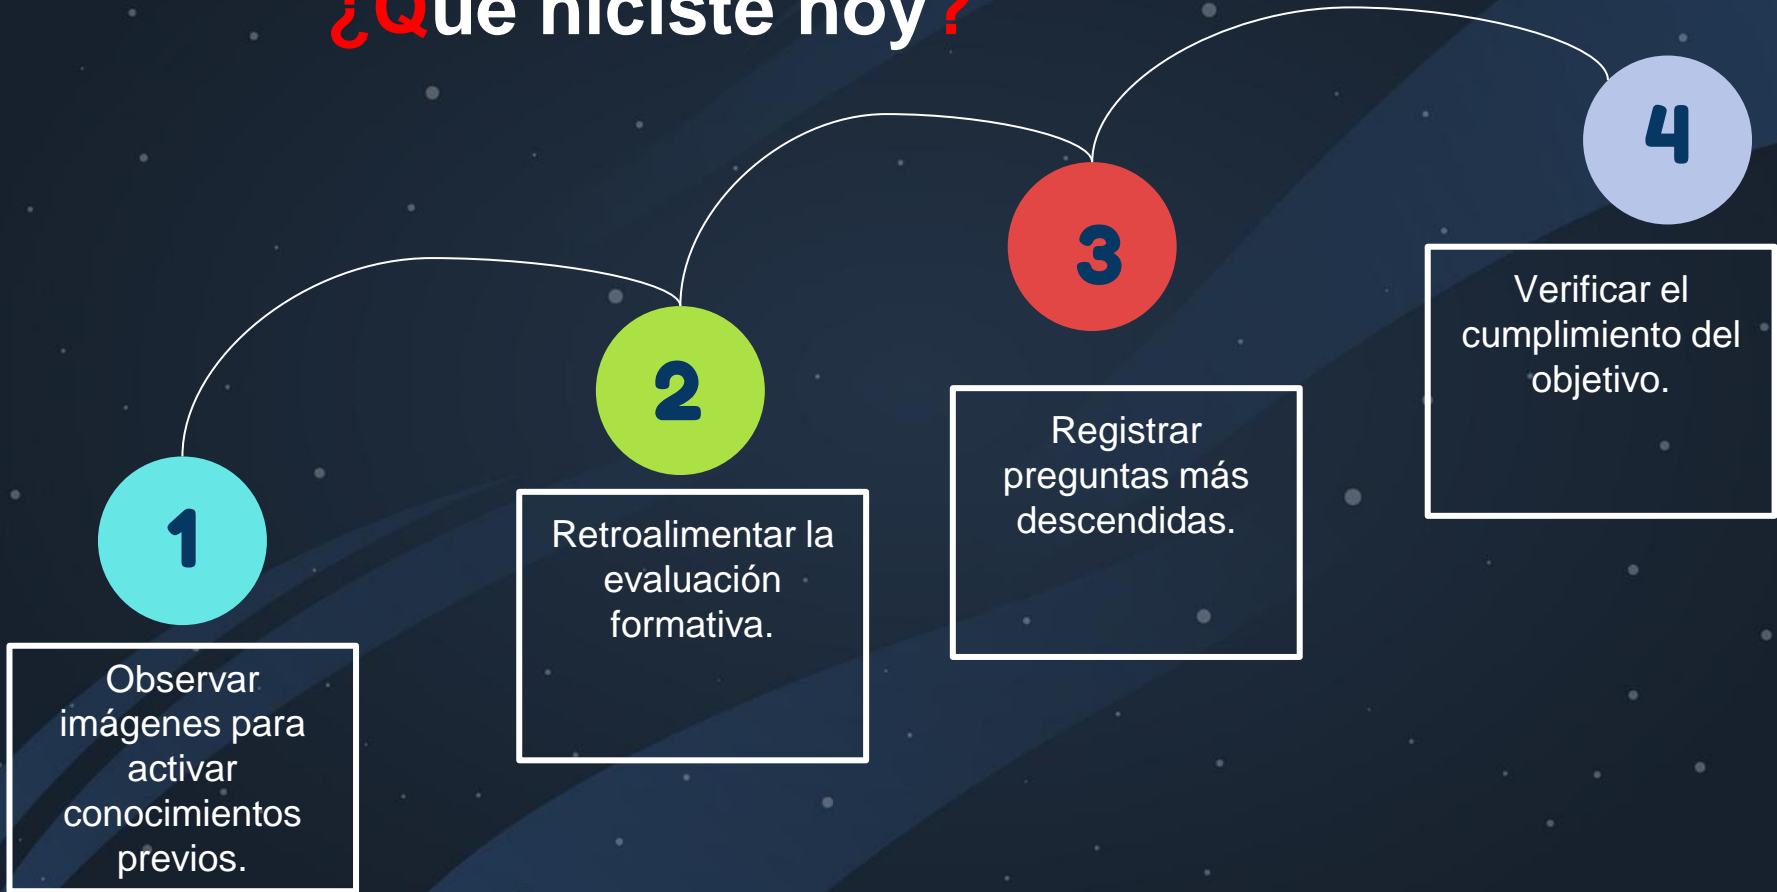 ¿Qué hiciste hoy?
1
Observar
imágenes para
activar
conocimientos
previos.
2
Retroalimentar la
evaluación
formativa.
3
Registrar
preguntas más
descendidas.
4
Verificar el
cumplimiento del
objetivo.